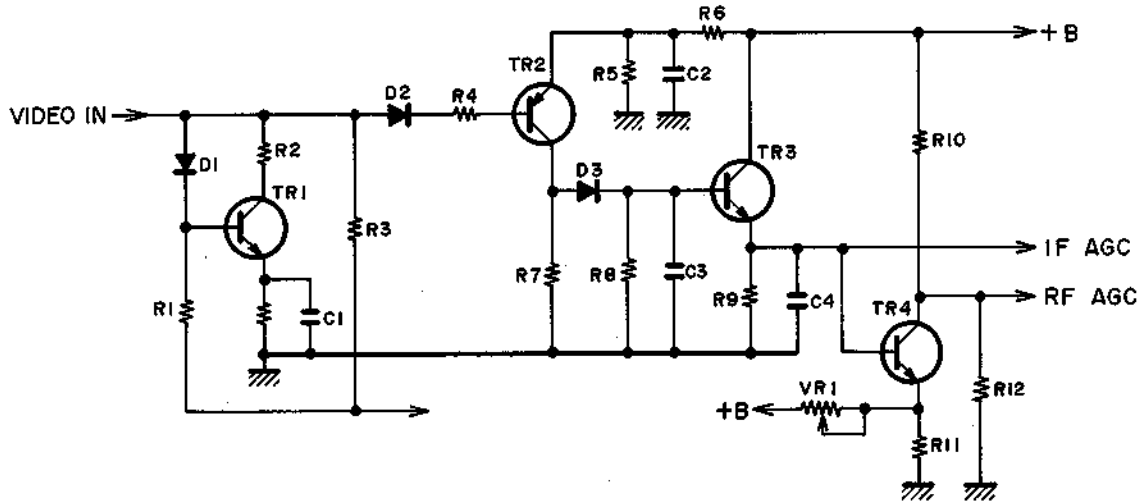 R6
+B
TR2
R5
C2
D2
R4
VIDEO IN
R2
D1
TR3
R10
D3
TR1
R3
IF AGC
R7
R8
C3
R9
C4
RF AGC
R1
C1
TR4
VR1
+B
R12
R11